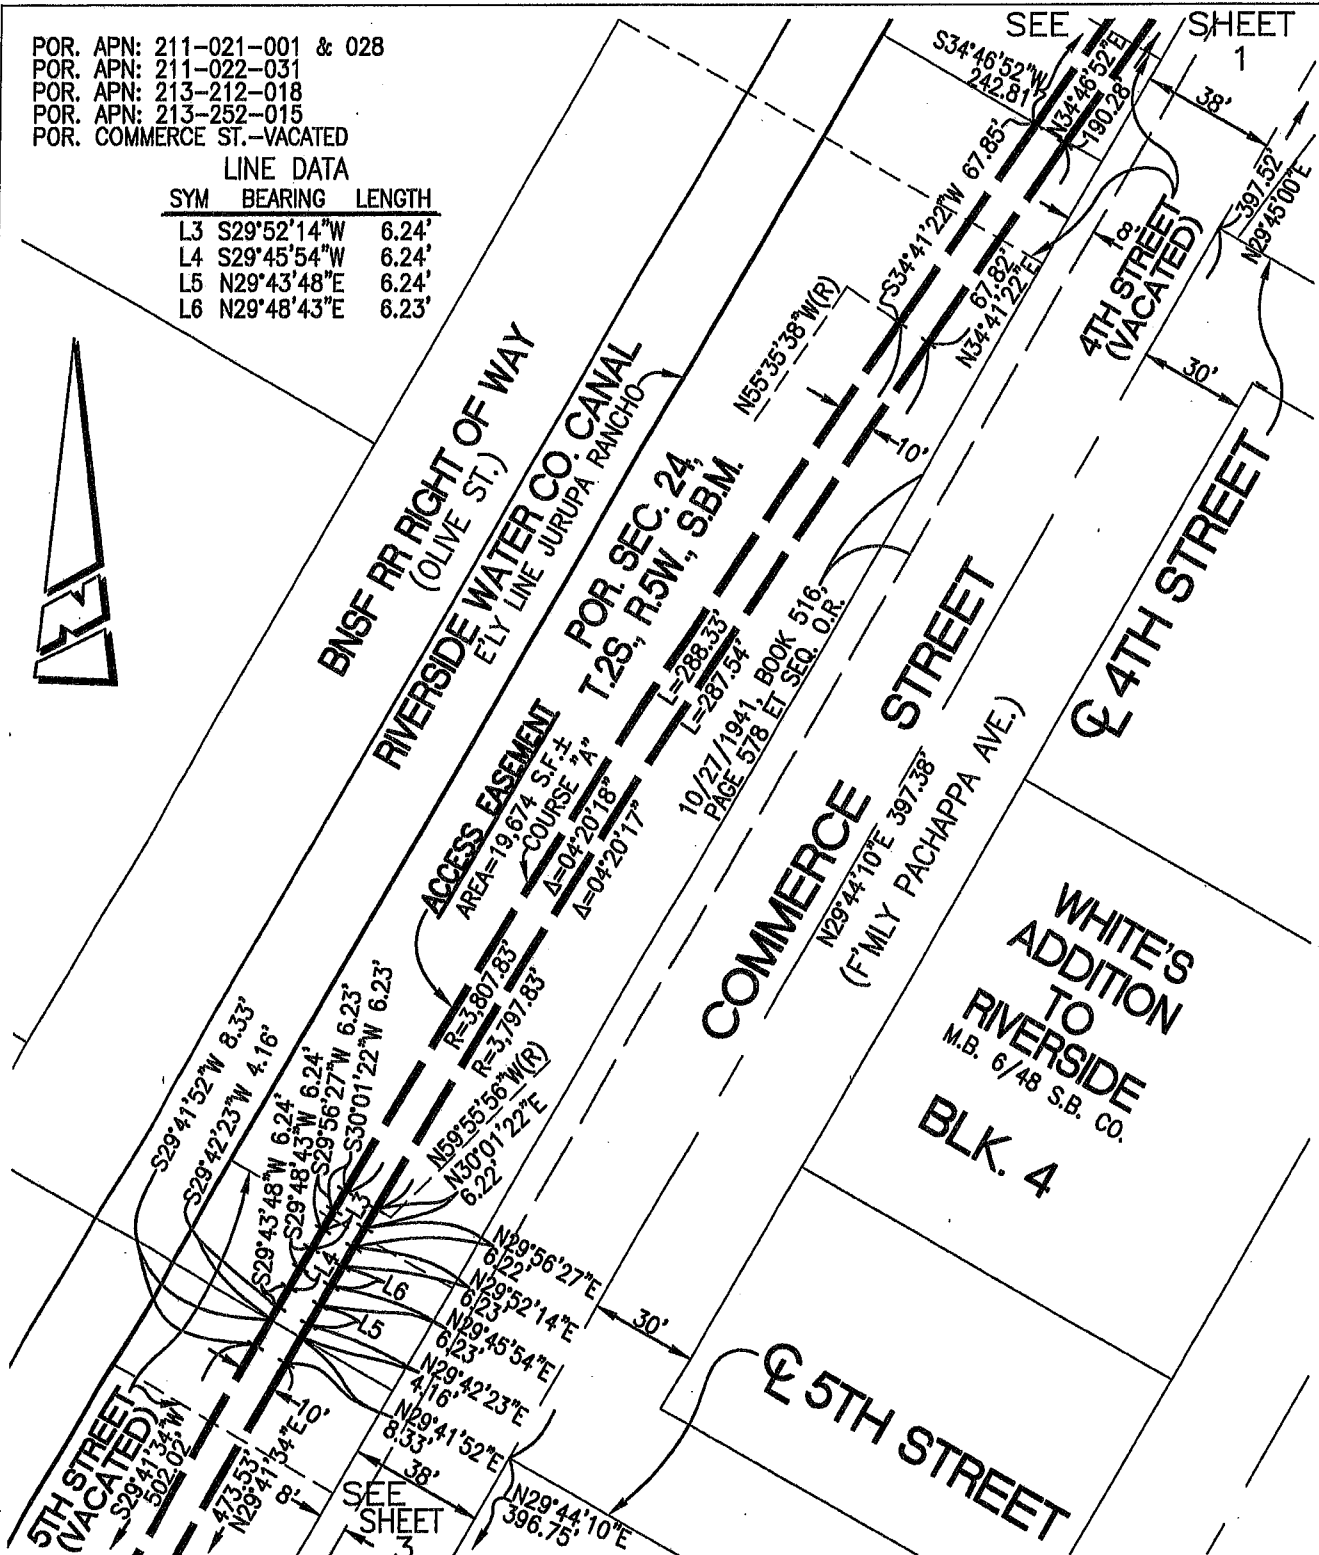 POR. APN: 211-021-001 & 028
POR. APN: 211-022-031
POR. APN: 213-212-018
POR. APN: 213-252-015
POR. COMMERCE ST.-VACATED
LINE DATA
SYM BEARING LENGTH
L3 S29°52'14"W 6.24'
L4 S29°45'54"W 6.24'
L5 N29°43'48"E 6.24'
L6 N29°48'43"E 6.23'
SEE SHEET
1
S34°46'52"W
242.81'
N34°46'52"E
190.28'
38'
397.52'
N29°45'00"E
S34°41'22"W 67.85'
67.82'
N34°41'22"E
8'
4TH STREET
(VACATED)
30'
N55°35'38"W(R)
10'
BNSF RR RIGHT OF WAY
(OLIVE ST.)
RIVERSIDE WATER CO. CANAL
E'LY LINE JURUPA RANCHO
POR. SEC. 24,
T.2S., R.5W., S.B.M.
N
ACCESS EASEMENT
AREA=19,674 S.F.±
COURSE "A"
L=288.33'
L=287.54'
Δ=04°20'18"
Δ=04°20'17"
R=3,807.83'
R=3,797.83'
10/27/1941, BOOK 516,
PAGE 578 ET SEQ. O.R.
COMMERCE STREET
N29°44'10"E 397.38'
(F'MLY PACHAPPA AVE.)
CL 4TH STREET
WHITE'S
ADDITION
TO
RIVERSIDE
M.B. 6/48 S.B. CO.
BLK. 4
S29°41'52"W 8.33'
S29°42'23"W 4.16'
S29°43'48"W 6.24'
S29°48'43"W 6.24'
S29°56'27"W 6.23'
S30°01'22"W 6.23'
N59°55'56"W(R)
N30°01'22"E
6.22'
L3
L4
L6
L5
N29°56'27"E
6.22'
N29°52'14"E
6.23'
N29°45'54"E
6.23'
N29°42'23"E
4.16'
N29°41'52"E
8.33'
30'
CL 5TH STREET
5TH STREET
(VACATED)
S29°41'34"W
502.02'
10'
473.53'
N29°41'34"E
8'
38'
SEE
SHEET
3
N29°44'10"E
396.75'